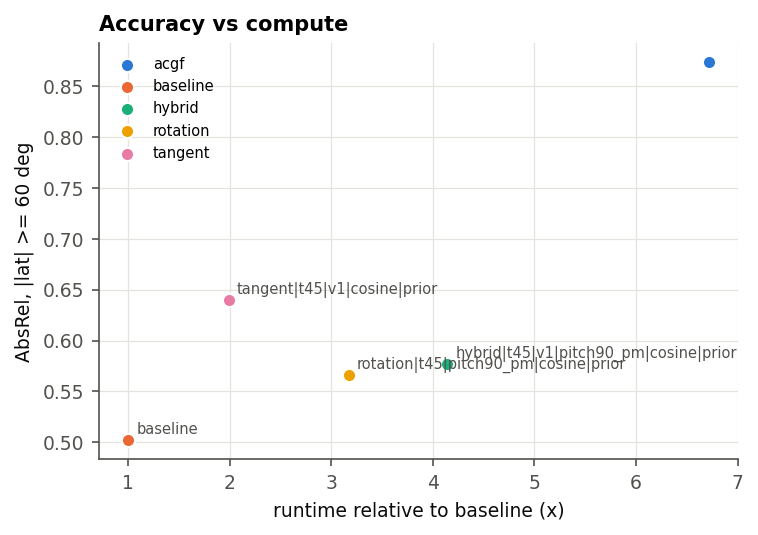 Accuracy vs compute
acgf
baseline
hybrid
rotation
tangent
AbsRel, |lat| >= 60 deg
0.85
0.80
0.75
0.70
0.65
0.60
0.55
0.50
tangent|t45|v1|cosine|prior
hybrid|t45|v1|pitch90_pm|cosine|prior
rotation|t45|pitch90_pm|cosine|prior
baseline
1 2 3 4 5 6 7
runtime relative to baseline (x)